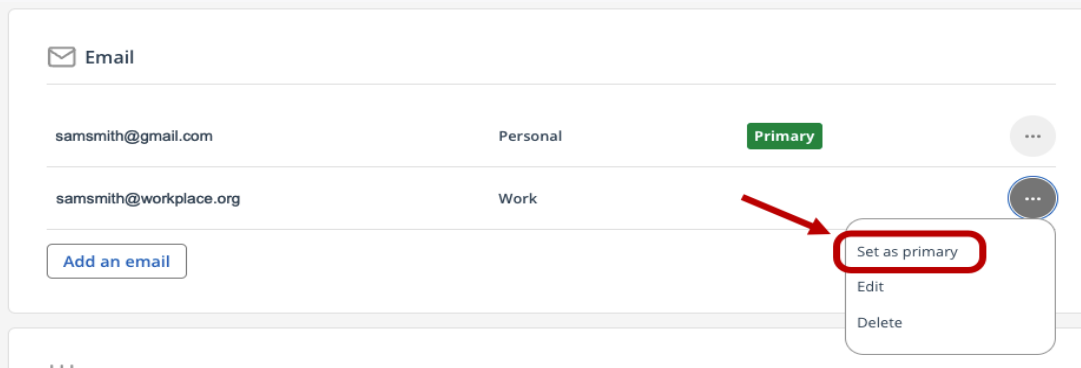 Email
samsmith@gmail.com Personal Primary ...
samsmith@workplace.org Work ...
Set as primary
Add an email
Edit
Delete